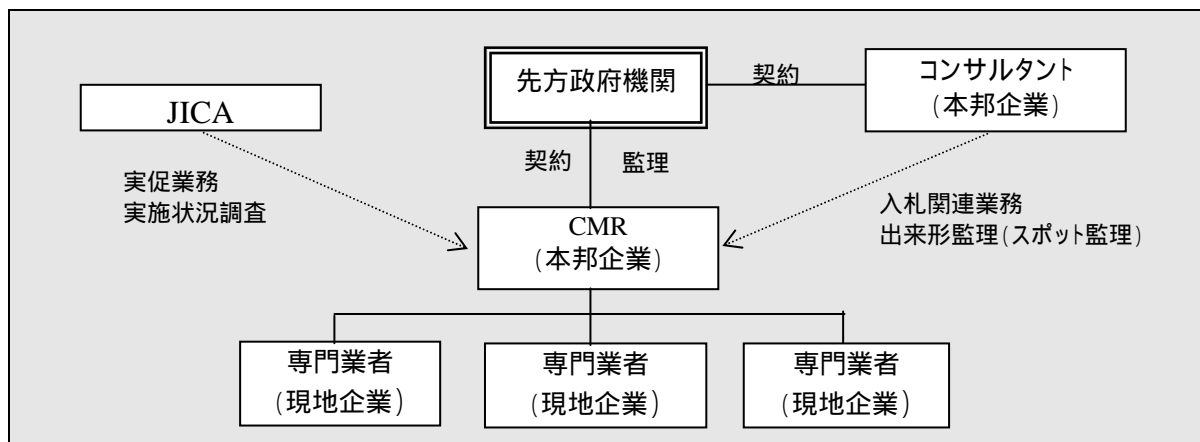 先方政府機関
契約
コンサルタント
(本邦企業)
JICA
契約 監理
実促業務
実施状況調査
入札関連業務
出来形監理(スポット監理)
CMR
(本邦企業)
専門業者
(現地企業)
専門業者
(現地企業)
専門業者
(現地企業)